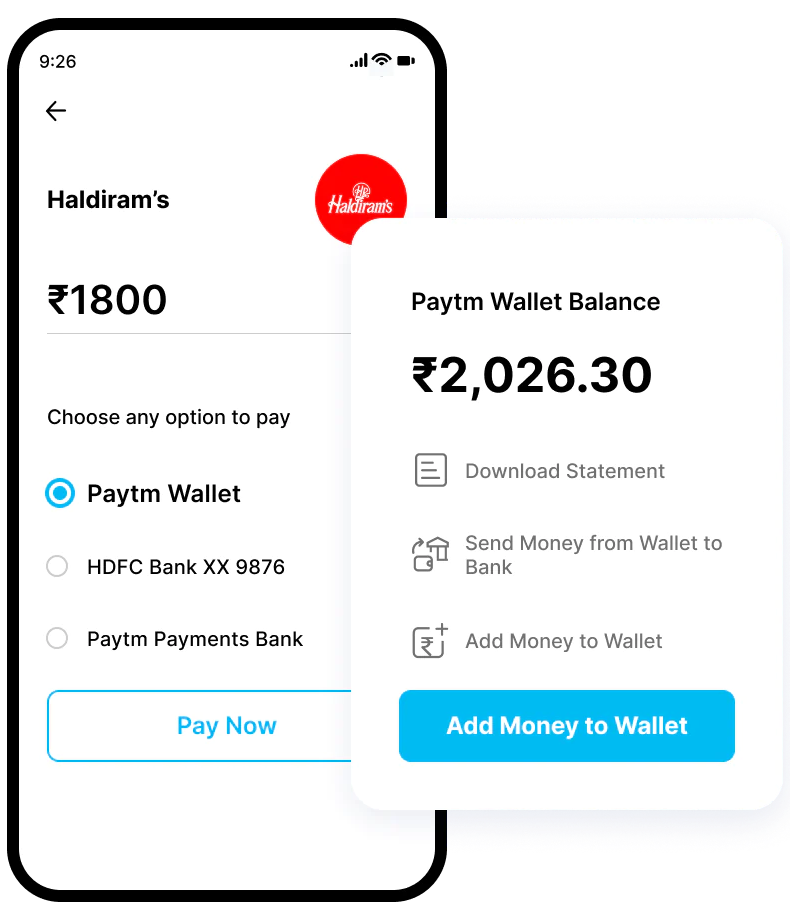 9:26
Haldiram’s
HR
Haldiram's
₹1800
Choose any option to pay
Paytm Wallet
HDFC Bank XX 9876
Paytm Payments Bank
Pay Now
Paytm Wallet Balance
₹2,026.30
Download Statement
Send Money from Wallet to
Bank
₹
Add Money to Wallet
Add Money to Wallet